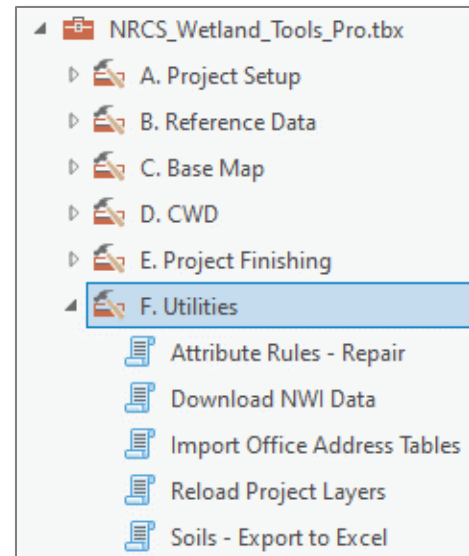 NRCS_Wetland_Tools_Pro.tbx
A. Project Setup
B. Reference Data
C. Base Map
D. CWD
E. Project Finishing
F. Utilities
Attribute Rules - Repair
Download NWI Data
Import Office Address Tables
Reload Project Layers
Soils - Export to Excel